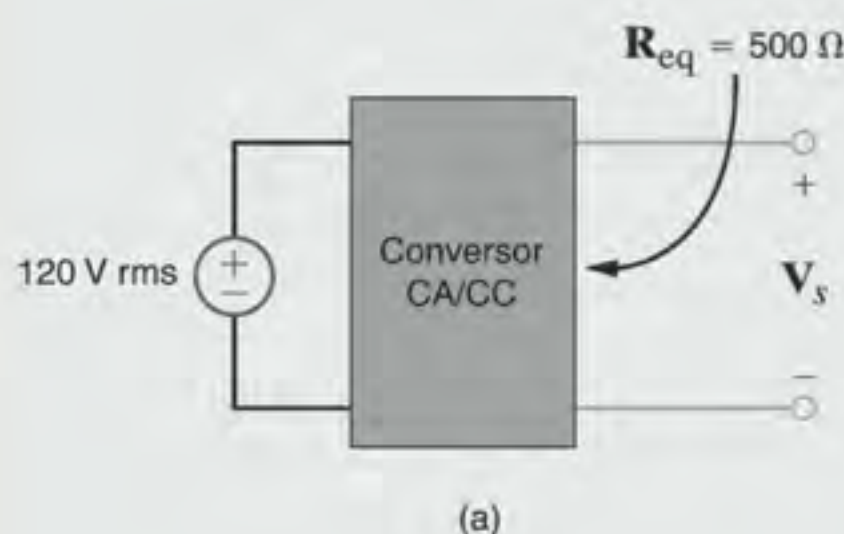 R_eq = 500 Ω
+
120 V rms
+
−
Conversor
CA/CC
V_s
−
(a)